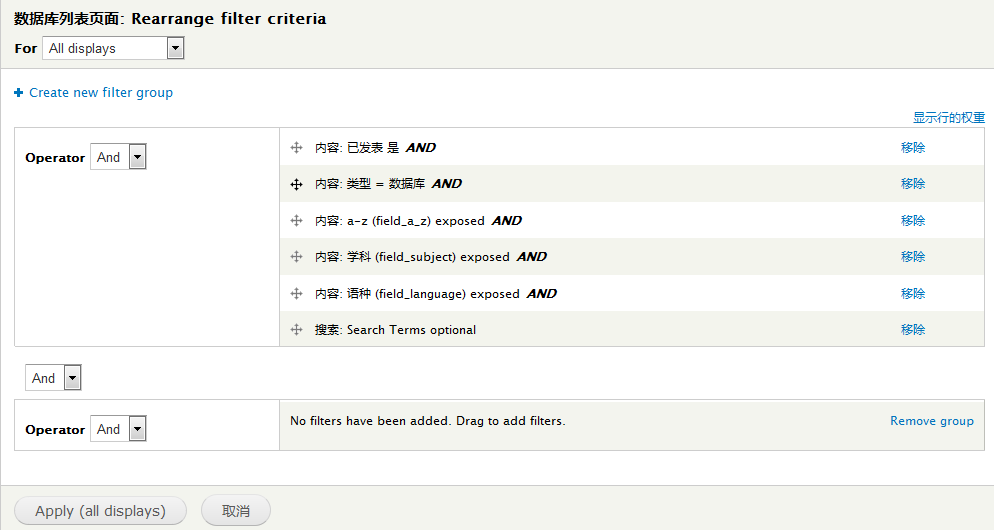 数据库列表页面: Rearrange filter criteria
For All displays
Create new filter group
显示行的权重
Operator And
内容: 已发表 是 AND 移除
内容: 类型 = 数据库 AND 移除
内容: a-z (field_a_z) exposed AND 移除
内容: 学科 (field_subject) exposed AND 移除
内容: 语种 (field_language) exposed AND 移除
搜索: Search Terms optional 移除
And
Operator And
No filters have been added. Drag to add filters. Remove group
Apply (all displays) 取消